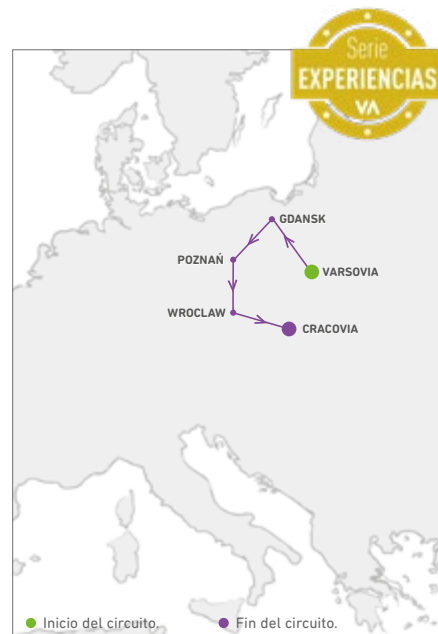 Serie
EXPERIENCIAS
VA
GDANSK
POZNAŃ
VARSOVIA
WROCLAW
CRACOVIA
Inicio del circuito.
Fin del circuito.